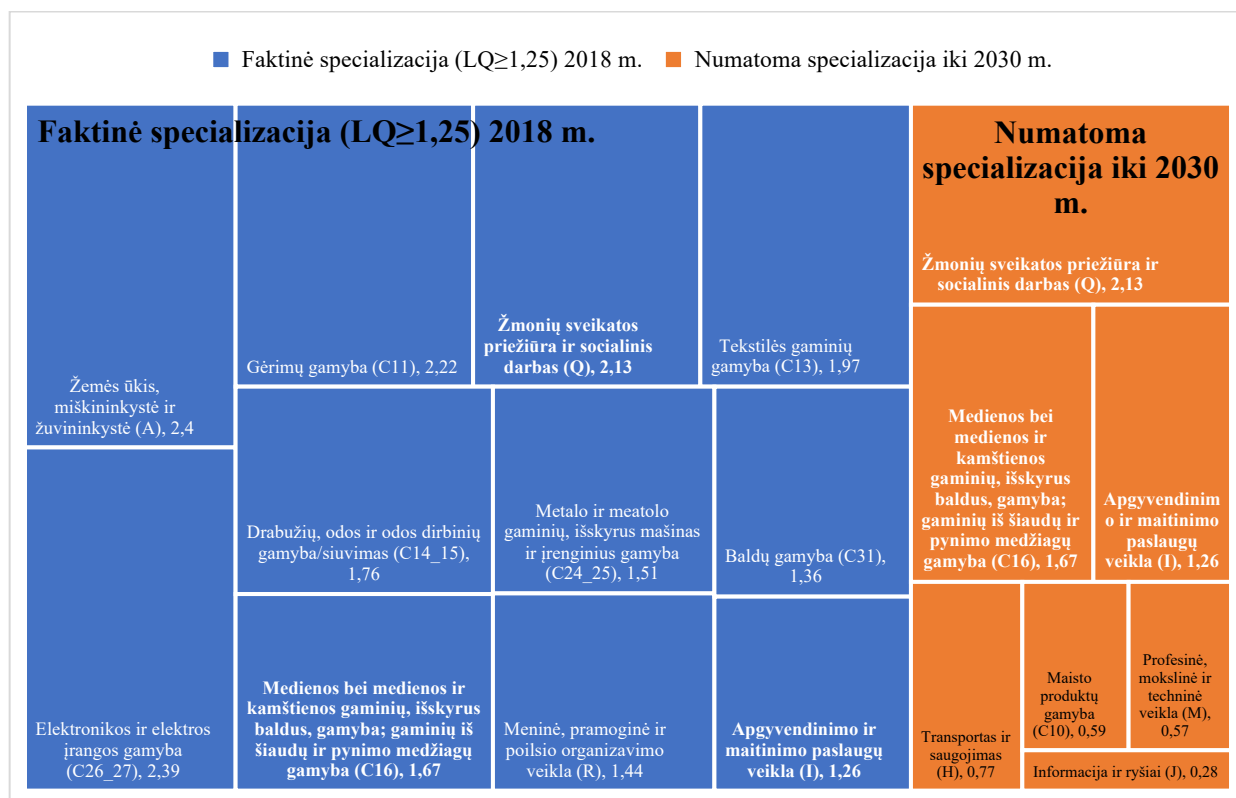 Faktinė specializacija (LQ≥1,25) 2018 m.
Numatoma specializacija iki 2030 m.
Faktinė specializacija (LQ≥1,25) 2018 m.
Žemės ūkis,
miškininkystė ir
žuvininkystė (A), 2,4
Elektronikos ir elektros
įrangos gamyba
(C26_27), 2,39
Gėrimų gamyba (C11), 2,22
Žmonių sveikatos
priežiūra ir socialinis
darbas (Q), 2,13
Tekstilės gaminių
gamyba (C13), 1,97
Drabužių, odos ir odos dirbinių
gamyba/siuvimas (C14_15),
1,76
Metalo ir meatolo
gaminių, išskyrus mašinas
ir įrenginius gamyba
(C24_25), 1,51
Baldų gamyba (C31),
1,36
Medienos bei medienos ir
kamštienos gaminių, išskyrus
baldus, gamyba; gaminių iš
šiaudų ir pynimo medžiagų
gamyba (C16), 1,67
Meninė, pramoginė ir
poilsio organizavimo
veikla (R), 1,44
Apgyvendinimo ir
maitinimo paslaugų
veikla (I), 1,26
Numatoma
specializacija iki 2030
m.
Žmonių sveikatos priežiūra ir
socialinis darbas (Q), 2,13
Medienos bei
medienos ir
kamštienos
gaminių, išskyrus
baldus, gamyba;
gaminių iš šiaudų ir
pynimo medžiagų
gamyba (C16), 1,67
Apgyvendinim
o ir maitinimo
paslaugų
veikla (I), 1,26
Transportas ir
saugojimas
(H), 0,77
Maisto
produktų
gamyba
(C10), 0,59
Profesinė,
mokslinė ir
techninė
veikla (M),
0,57
Informacija ir ryšiai (J), 0,28